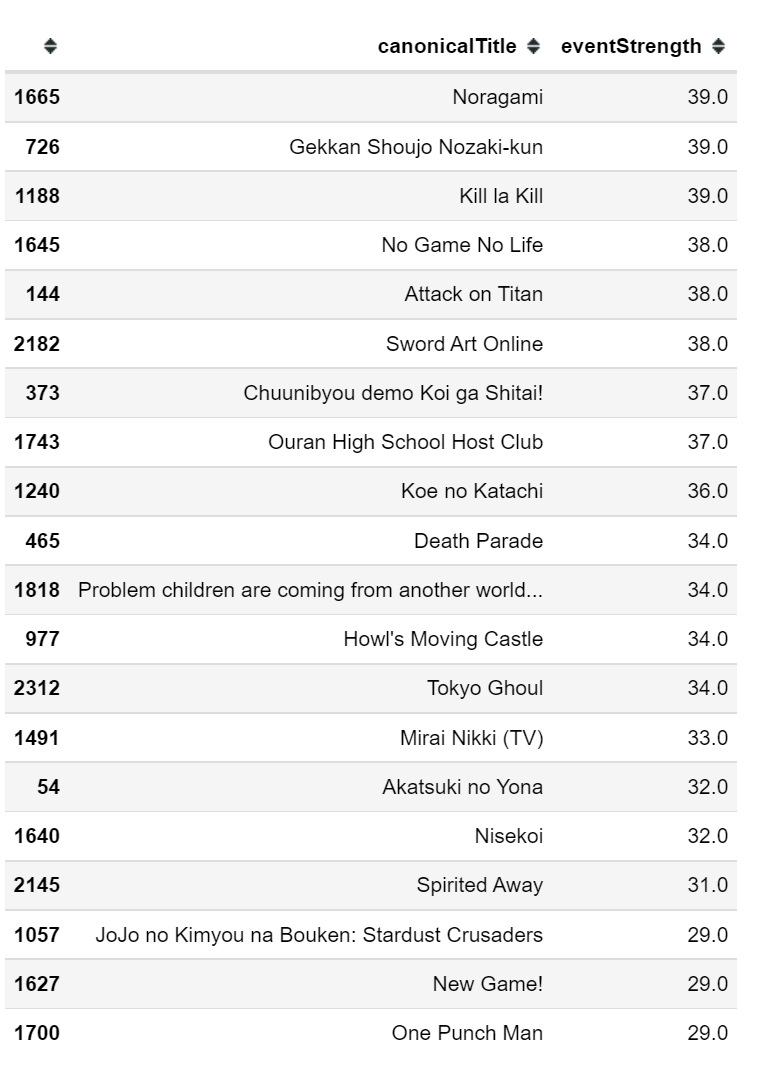 canonicalTitle eventStrength
1665 Noragami 39.0
726 Gekkan Shoujo Nozaki-kun 39.0
1188 Kill la Kill 39.0
1645 No Game No Life 38.0
144 Attack on Titan 38.0
2182 Sword Art Online 38.0
373 Chuunibyou demo Koi ga Shitai! 37.0
1743 Ouran High School Host Club 37.0
1240 Koe no Katachi 36.0
465 Death Parade 34.0
1818 Problem children are coming from another world... 34.0
977 Howl's Moving Castle 34.0
2312 Tokyo Ghoul 34.0
1491 Mirai Nikki (TV) 33.0
54 Akatsuki no Yona 32.0
1640 Nisekoi 32.0
2145 Spirited Away 31.0
1057 JoJo no Kimyou na Bouken: Stardust Crusaders 29.0
1627 New Game! 29.0
1700 One Punch Man 29.0